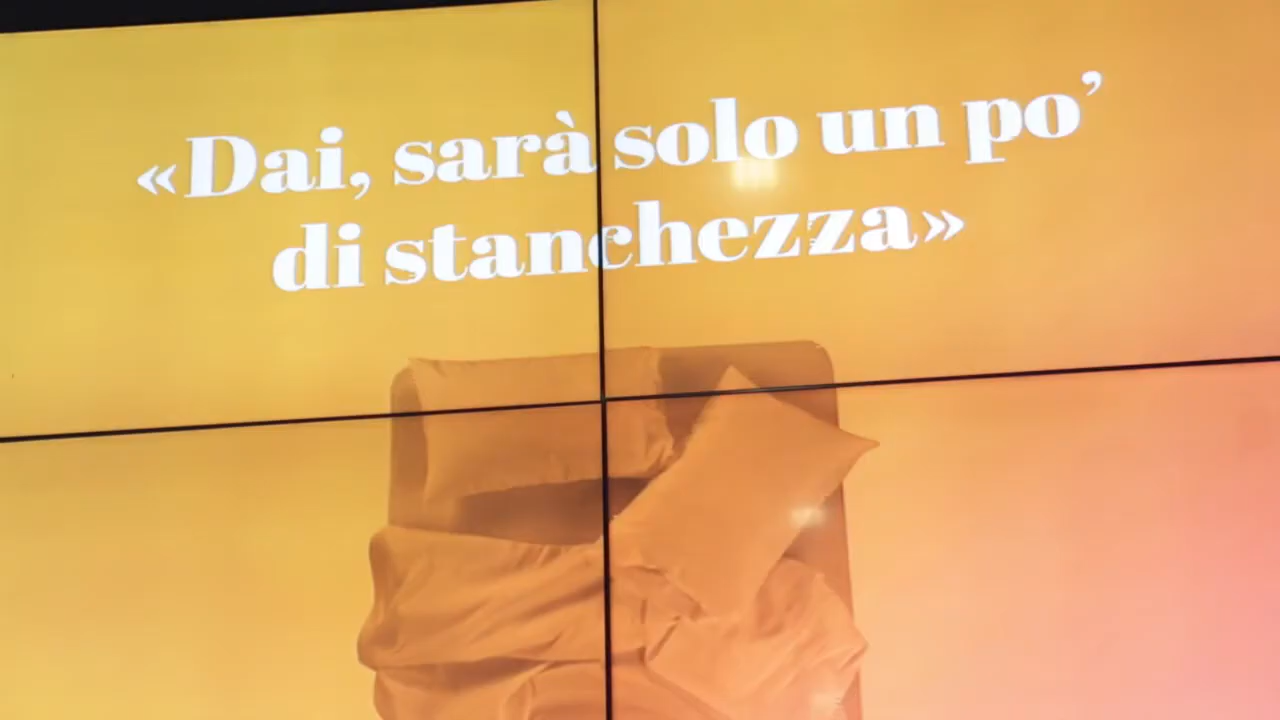 «Dai, sarà solo un po’
di stanchezza»